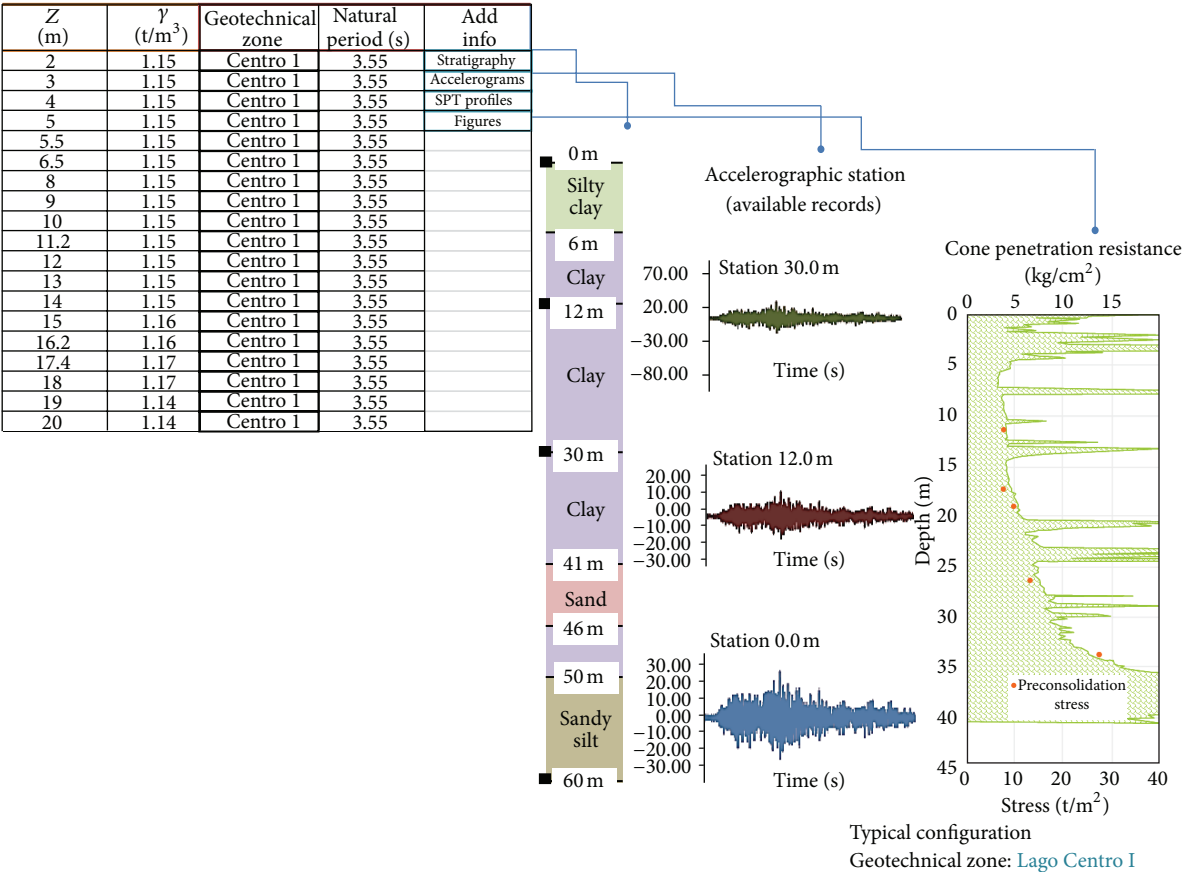 Z (m) γ (t/m³) Geotechnical zone Natural period (s) Add info
2 1.15 Centro 1 3.55 Stratigraphy
3 1.15 Centro 1 3.55 Accelerograms
4 1.15 Centro 1 3.55 SPT profiles
5 1.15 Centro 1 3.55 Figures
5.5 1.15 Centro 1 3.55
6.5 1.15 Centro 1 3.55
8 1.15 Centro 1 3.55
9 1.15 Centro 1 3.55
10 1.15 Centro 1 3.55
11.2 1.15 Centro 1 3.55
12 1.15 Centro 1 3.55
13 1.15 Centro 1 3.55
14 1.15 Centro 1 3.55
15 1.16 Centro 1 3.55
16.2 1.16 Centro 1 3.55
17.4 1.17 Centro 1 3.55
18 1.17 Centro 1 3.55
19 1.14 Centro 1 3.55
20 1.14 Centro 1 3.55
0 m
Silty
clay
6 m
Clay
12 m
Clay
30 m
Clay
41 m
Sand
46 m
50 m
Sandy
silt
60 m
Accelerographic station
(available records)
Station 30.0 m
70.00
20.00
−30.00
−80.00
Time (s)
Station 12.0 m
20.00
10.00
0.00
−10.00
−20.00
−30.00
Time (s)
Station 0.0 m
30.00
20.00
10.00
0.00
−10.00
−20.00
−30.00
Time (s)
Cone penetration resistance
(kg/cm²)
0 5 10 15
0
5
10
15
20
25
30
35
40
45
Depth (m)
Preconsolidation
stress
0 10 20 30 40
Stress (t/m²)
Typical configuration
Geotechnical zone: Lago Centro I